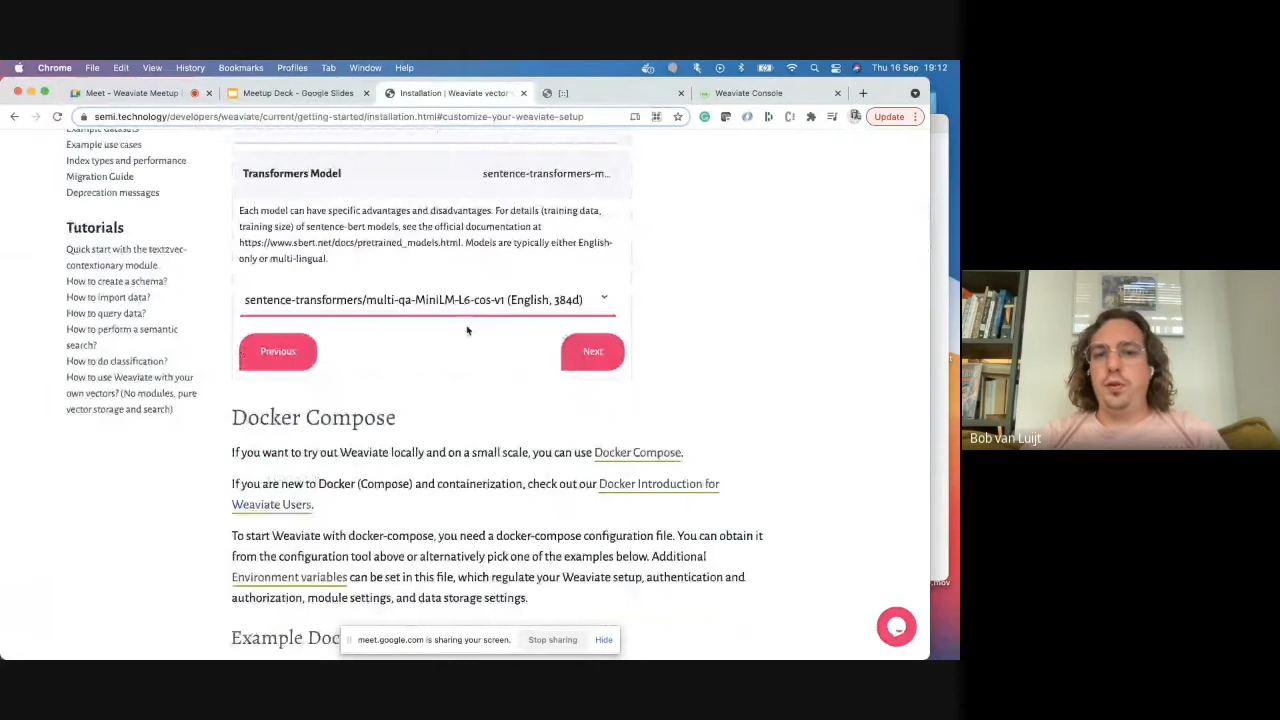 Chrome File Edit View History Bookmarks Profiles Tab Window Help Thu 16 Sep 19:12
Meet - Weaviate Meetup Meetup Deck - Google Slides Installation | Weaviate vector [::] Weaviate Console
semi.technology/developers/weaviate/current/getting-started/installation.html#customize-your-weaviate-setup Update
Example datasets
Example use cases
Index types and performance
Migration Guide
Deprecation messages
Tutorials
Quick start with the text2vec-
contextionary module.
How to create a schema?
How to import data?
How to query data?
How to perform a semantic
search?
How to do classification?
How to use Weaviate with your
own vectors? (No modules, pure
vector storage and search)
Transformers Model sentence-transformers-m...
Each model can have specific advantages and disadvantages. For details (training data,
training size) of sentence-bert models, see the official documentation at
https://www.sbert.net/docs/pretrained_models.html. Models are typically either English-
only or multi-lingual.
sentence-transformers/multi-qa-MiniLM-L6-cos-v1 (English, 384d)
Previous Next
Docker Compose
If you want to try out Weaviate locally and on a small scale, you can use Docker Compose.
If you are new to Docker (Compose) and containerization, check out our Docker Introduction for
Weaviate Users.
To start Weaviate with docker-compose, you need a docker-compose configuration file. You can obtain it
from the configuration tool above or alternatively pick one of the examples below. Additional
Environment variables can be set in this file, which regulate your Weaviate setup, authentication and
authorization, module settings, and data storage settings.
Example Doc
meet.google.com is sharing your screen. Stop sharing Hide
.mov
Bob van Luijt